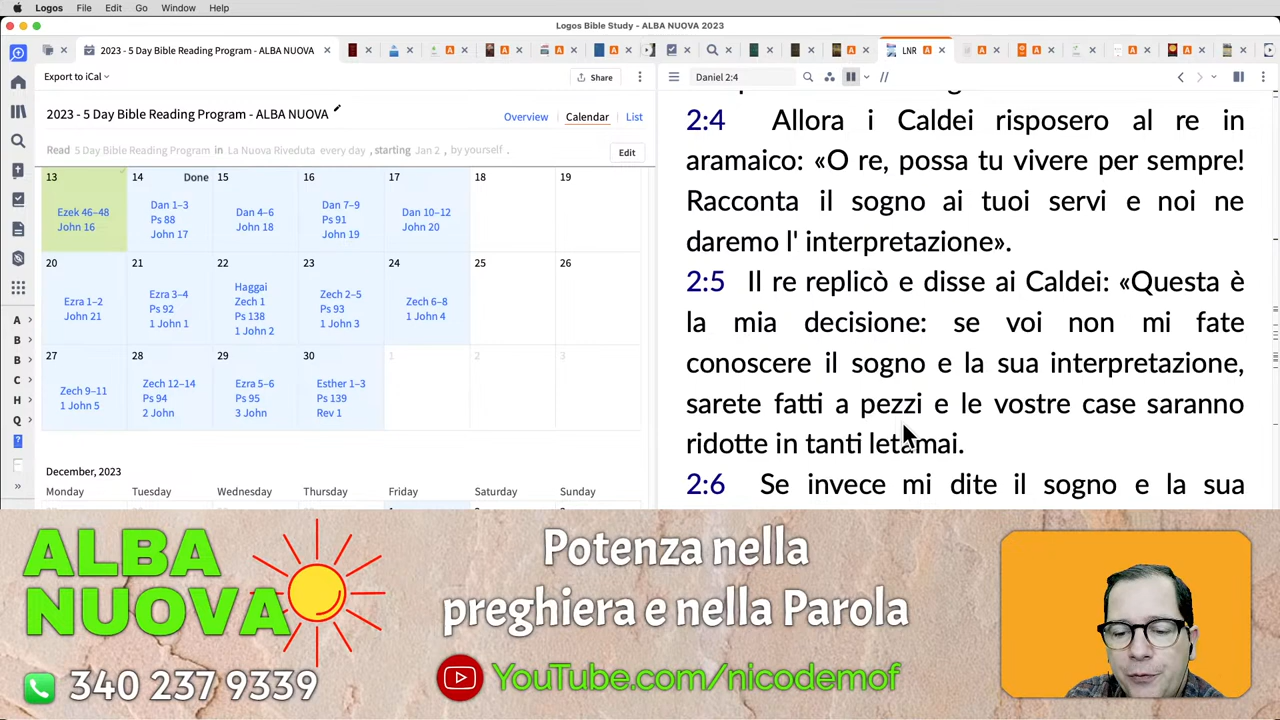 Logos File Edit Go Window Help
Logos Bible Study - ALBA NUOVA 2023
2023 - 5 Day Bible Reading Program - ALBA NUOVA
LNR
Export to iCal
Share
Daniel 2:4
2023 - 5 Day Bible Reading Program - ALBA NUOVA
Overview Calendar List
Read 5 Day Bible Reading Program in La Nuova Riveduta every day , starting Jan 2 , by yourself .
Edit
13 14 Done 15 16 17 18 19
Ezek 46–48
John 16
Dan 1–3
Ps 88
John 17
Dan 4–6
John 18
Dan 7–9
Ps 91
John 19
Dan 10–12
John 20
20 21 22 23 24 25 26
Ezra 1–2
John 21
Ezra 3–4
Ps 92
1 John 1
Haggai
Zech 1
Ps 138
1 John 2
Zech 2–5
Ps 93
1 John 3
Zech 6–8
1 John 4
27 28 29 30 1 2 3
Zech 9–11
1 John 5
Zech 12–14
Ps 94
2 John
Ezra 5–6
Ps 95
3 John
Esther 1–3
Ps 139
Rev 1
December, 2023
Monday Tuesday Wednesday Thursday Friday Saturday Sunday
A
B
B
C
H
Q
2:4 Allora i Caldei risposero al re in
aramaico: «O re, possa tu vivere per sempre!
Racconta il sogno ai tuoi servi e noi ne
daremo l' interpretazione».
2:5 Il re replicò e disse ai Caldei: «Questa è
la mia decisione: se voi non mi fate
conoscere il sogno e la sua interpretazione,
sarete fatti a pezzi e le vostre case saranno
ridotte in tanti letamai.
2:6 Se invece mi dite il sogno e la sua
ALBA
NUOVA
340 237 9339
Potenza nella
preghiera e nella Parola
YouTube.com/nicodemof